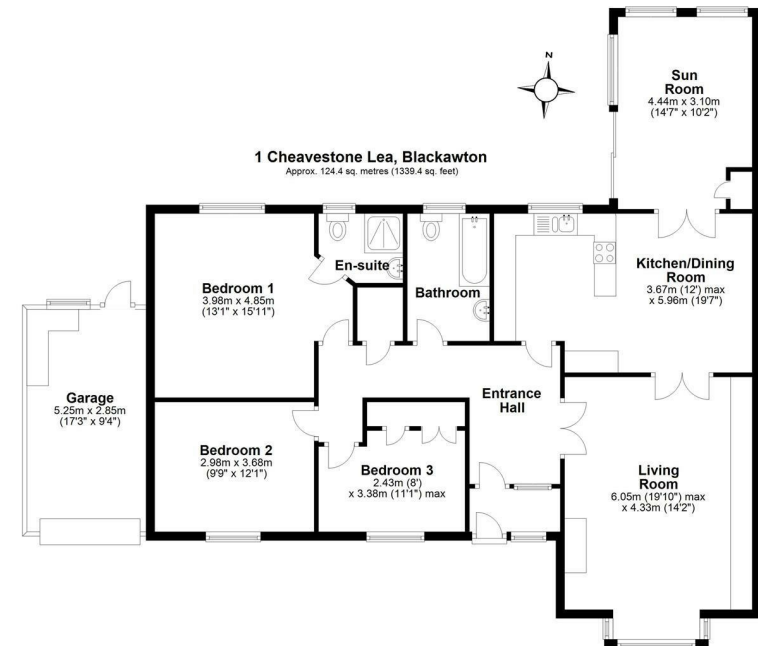 N
Sun
Room
4.44m x 3.10m
(14'7" x 10'2")
1 Cheavestone Lea, Blackawton
Approx. 124.4 sq. metres (1339.4 sq. feet)
Bedroom 1
3.98m x 4.85m
(13'1" x 15'11")
En-suite
Bathroom
Kitchen/Dining
Room
3.67m (12') max
x 5.96m (19'7")
Garage
5.25m x 2.85m
(17'3" x 9'4")
Entrance
Hall
Bedroom 2
2.98m x 3.68m
(9'9" x 12'1")
Bedroom 3
2.43m (8')
x 3.38m (11'1") max
Living
Room
6.05m (19'10") max
x 4.33m (14'2")